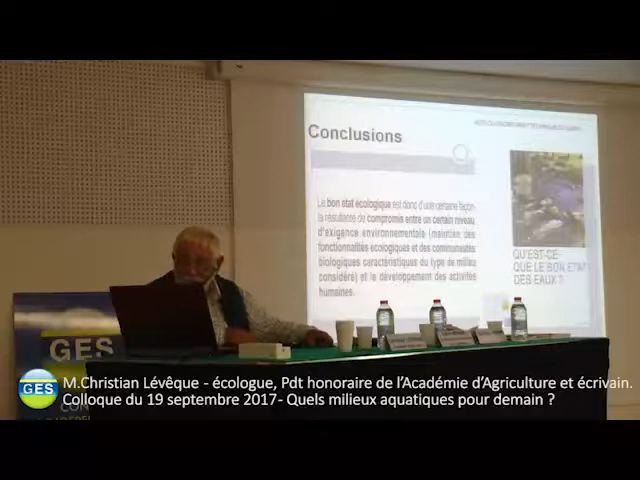 Conclusions
Le bon état écologique est donc d'une certaine façon
la résultante de compromis entre un certain niveau
d'exigence environnementale (maintien des
fonctionnalités écologiques et des communautés
biologiques caractéristiques du type de milieu
considéré) et le développement des activités
humaines.
QU'EST-CE
QUE LE BON ÉTAT
DES EAUX ?
GES
CON
GES
M.Christian Lévêque - écologue, Pdt honoraire de l'Académie d'Agriculture et écrivain.
Colloque du 19 septembre 2017- Quels milieux aquatiques pour demain ?